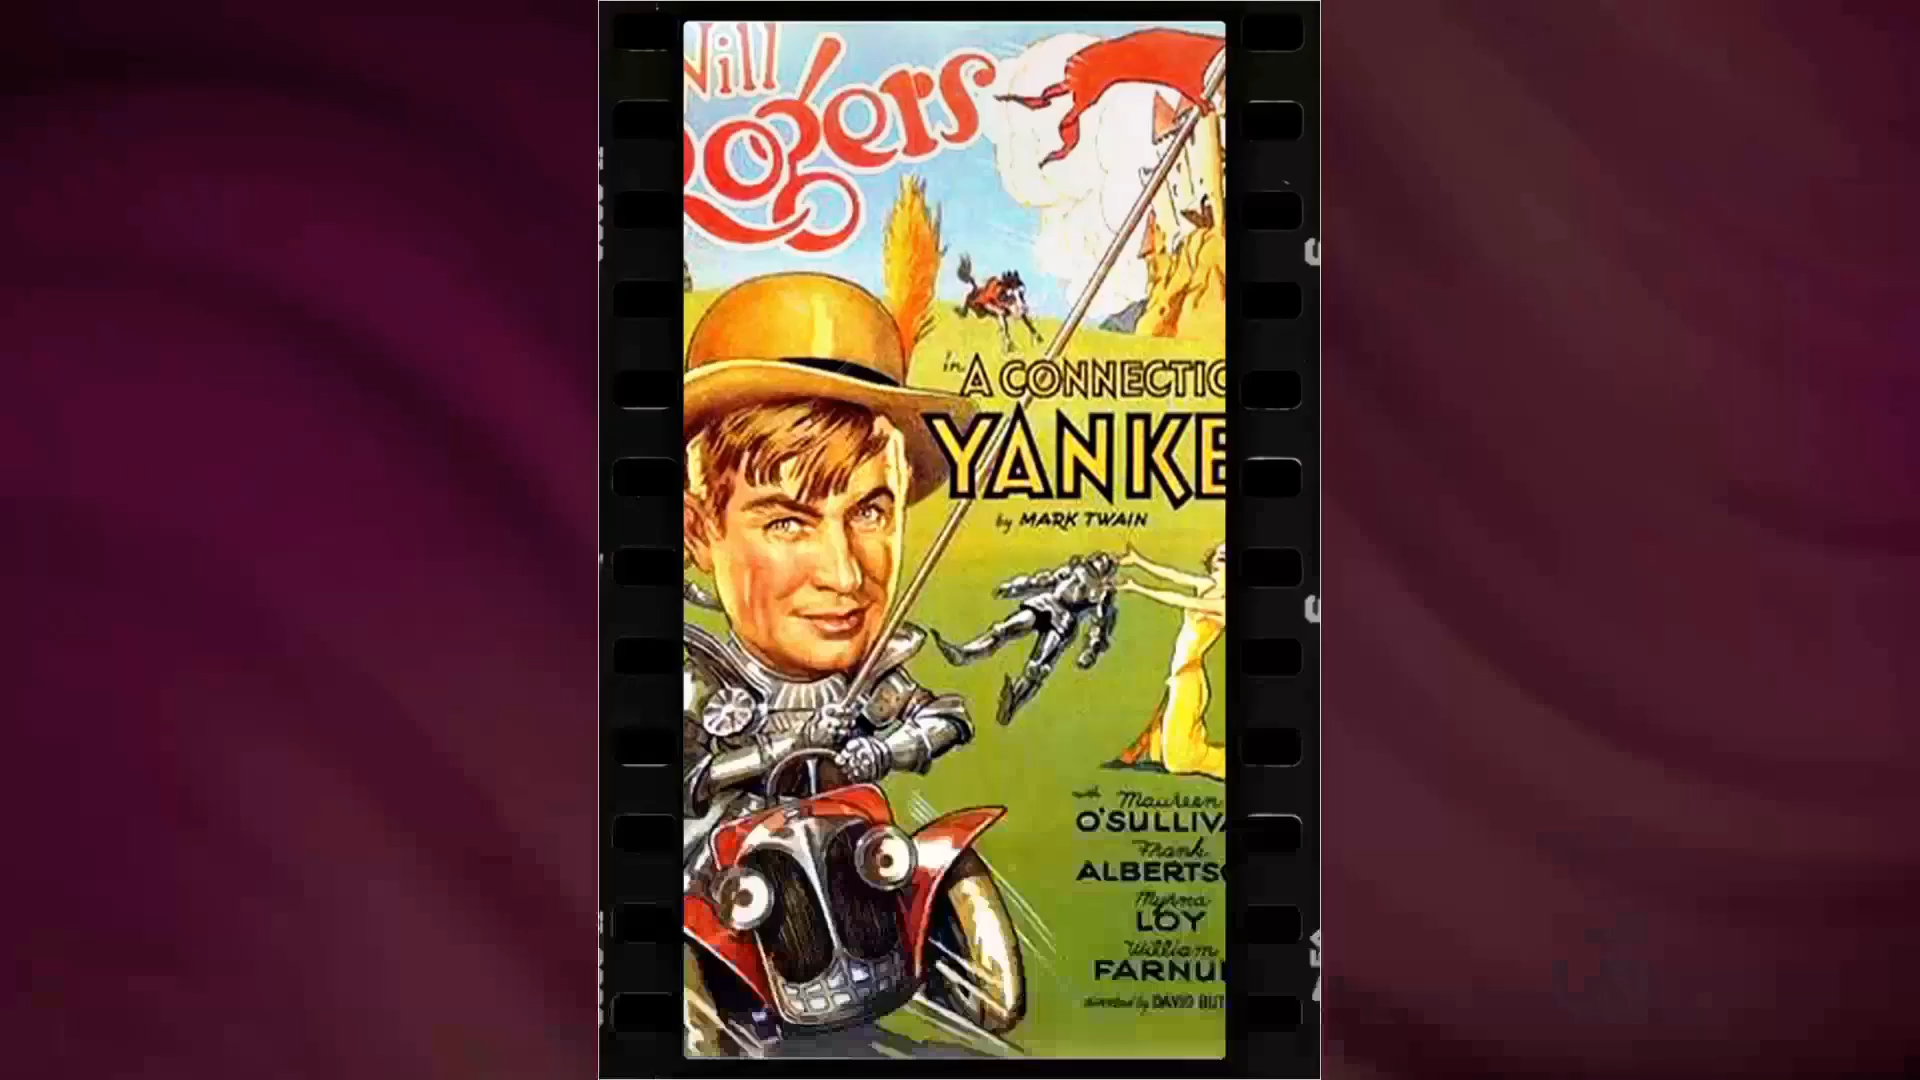 Will
Rogers
in
A CONNECTIC
YANKE
by MARK TWAIN
with Maureen
O'SULLIVA
Frank
ALBERTSO
Myrna
LOY
William
FARNU
directed by DAVID BUT